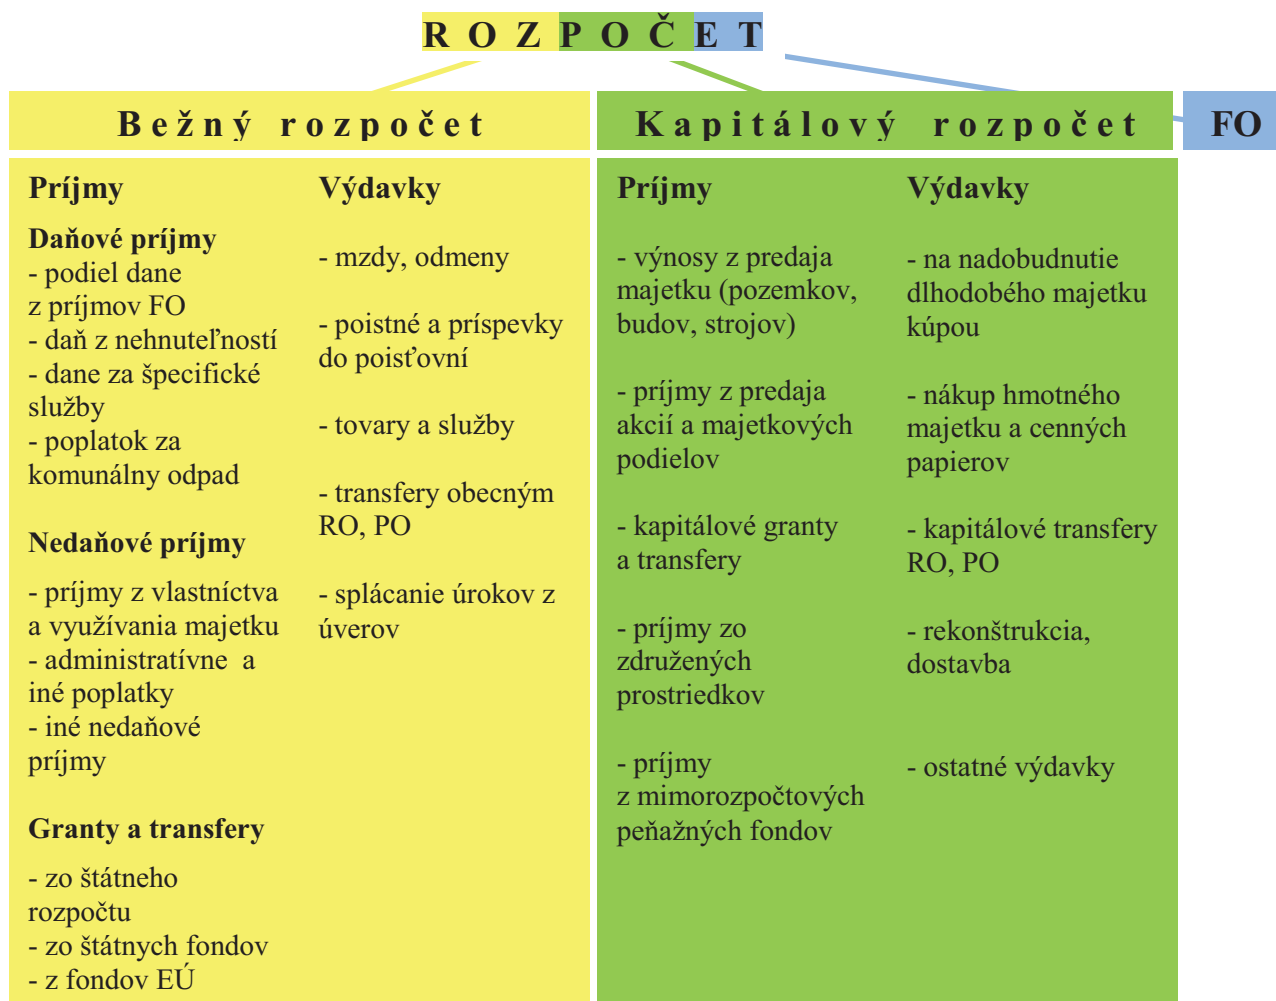 R O Z P O Č E T
Bežný rozpočet
Kapitálový rozpočet
FO
Príjmy
Daňové príjmy
- podiel dane
z príjmov FO
- daň z nehnuteľností
- dane za špecifické
služby
- poplatok za
komunálny odpad
Nedaňové príjmy
- príjmy z vlastníctva
a využívania majetku
- administratívne a
iné poplatky
- iné nedaňové
príjmy
Granty a transfery
- zo štátneho
rozpočtu
- zo štátnych fondov
- z fondov EÚ
Výdavky
- mzdy, odmeny
- poistné a príspevky
do poisťovní
- tovary a služby
- transfery obecným
RO, PO
- splácanie úrokov z
úverov
Príjmy
- výnosy z predaja
majetku (pozemkov,
budov, strojov)
- príjmy z predaja
akcií a majetkových
podielov
- kapitálové granty
a transfery
- príjmy zo
združených
prostriedkov
- príjmy
z mimorozpočtových
peňažných fondov
Výdavky
- na nadobudnutie
dlhodobého majetku
kúpou
- nákup hmotného
majetku a cenných
papierov
- kapitálové transfery
RO, PO
- rekonštrukcia,
dostavba
- ostatné výdavky